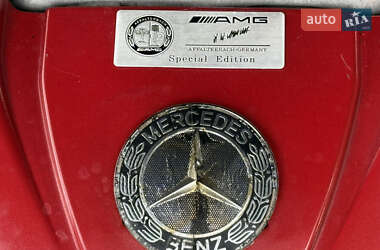 auto RIA
AMG
AFFALTERBACH-GERMANY
Special Edition
MERCEDES
BENZ